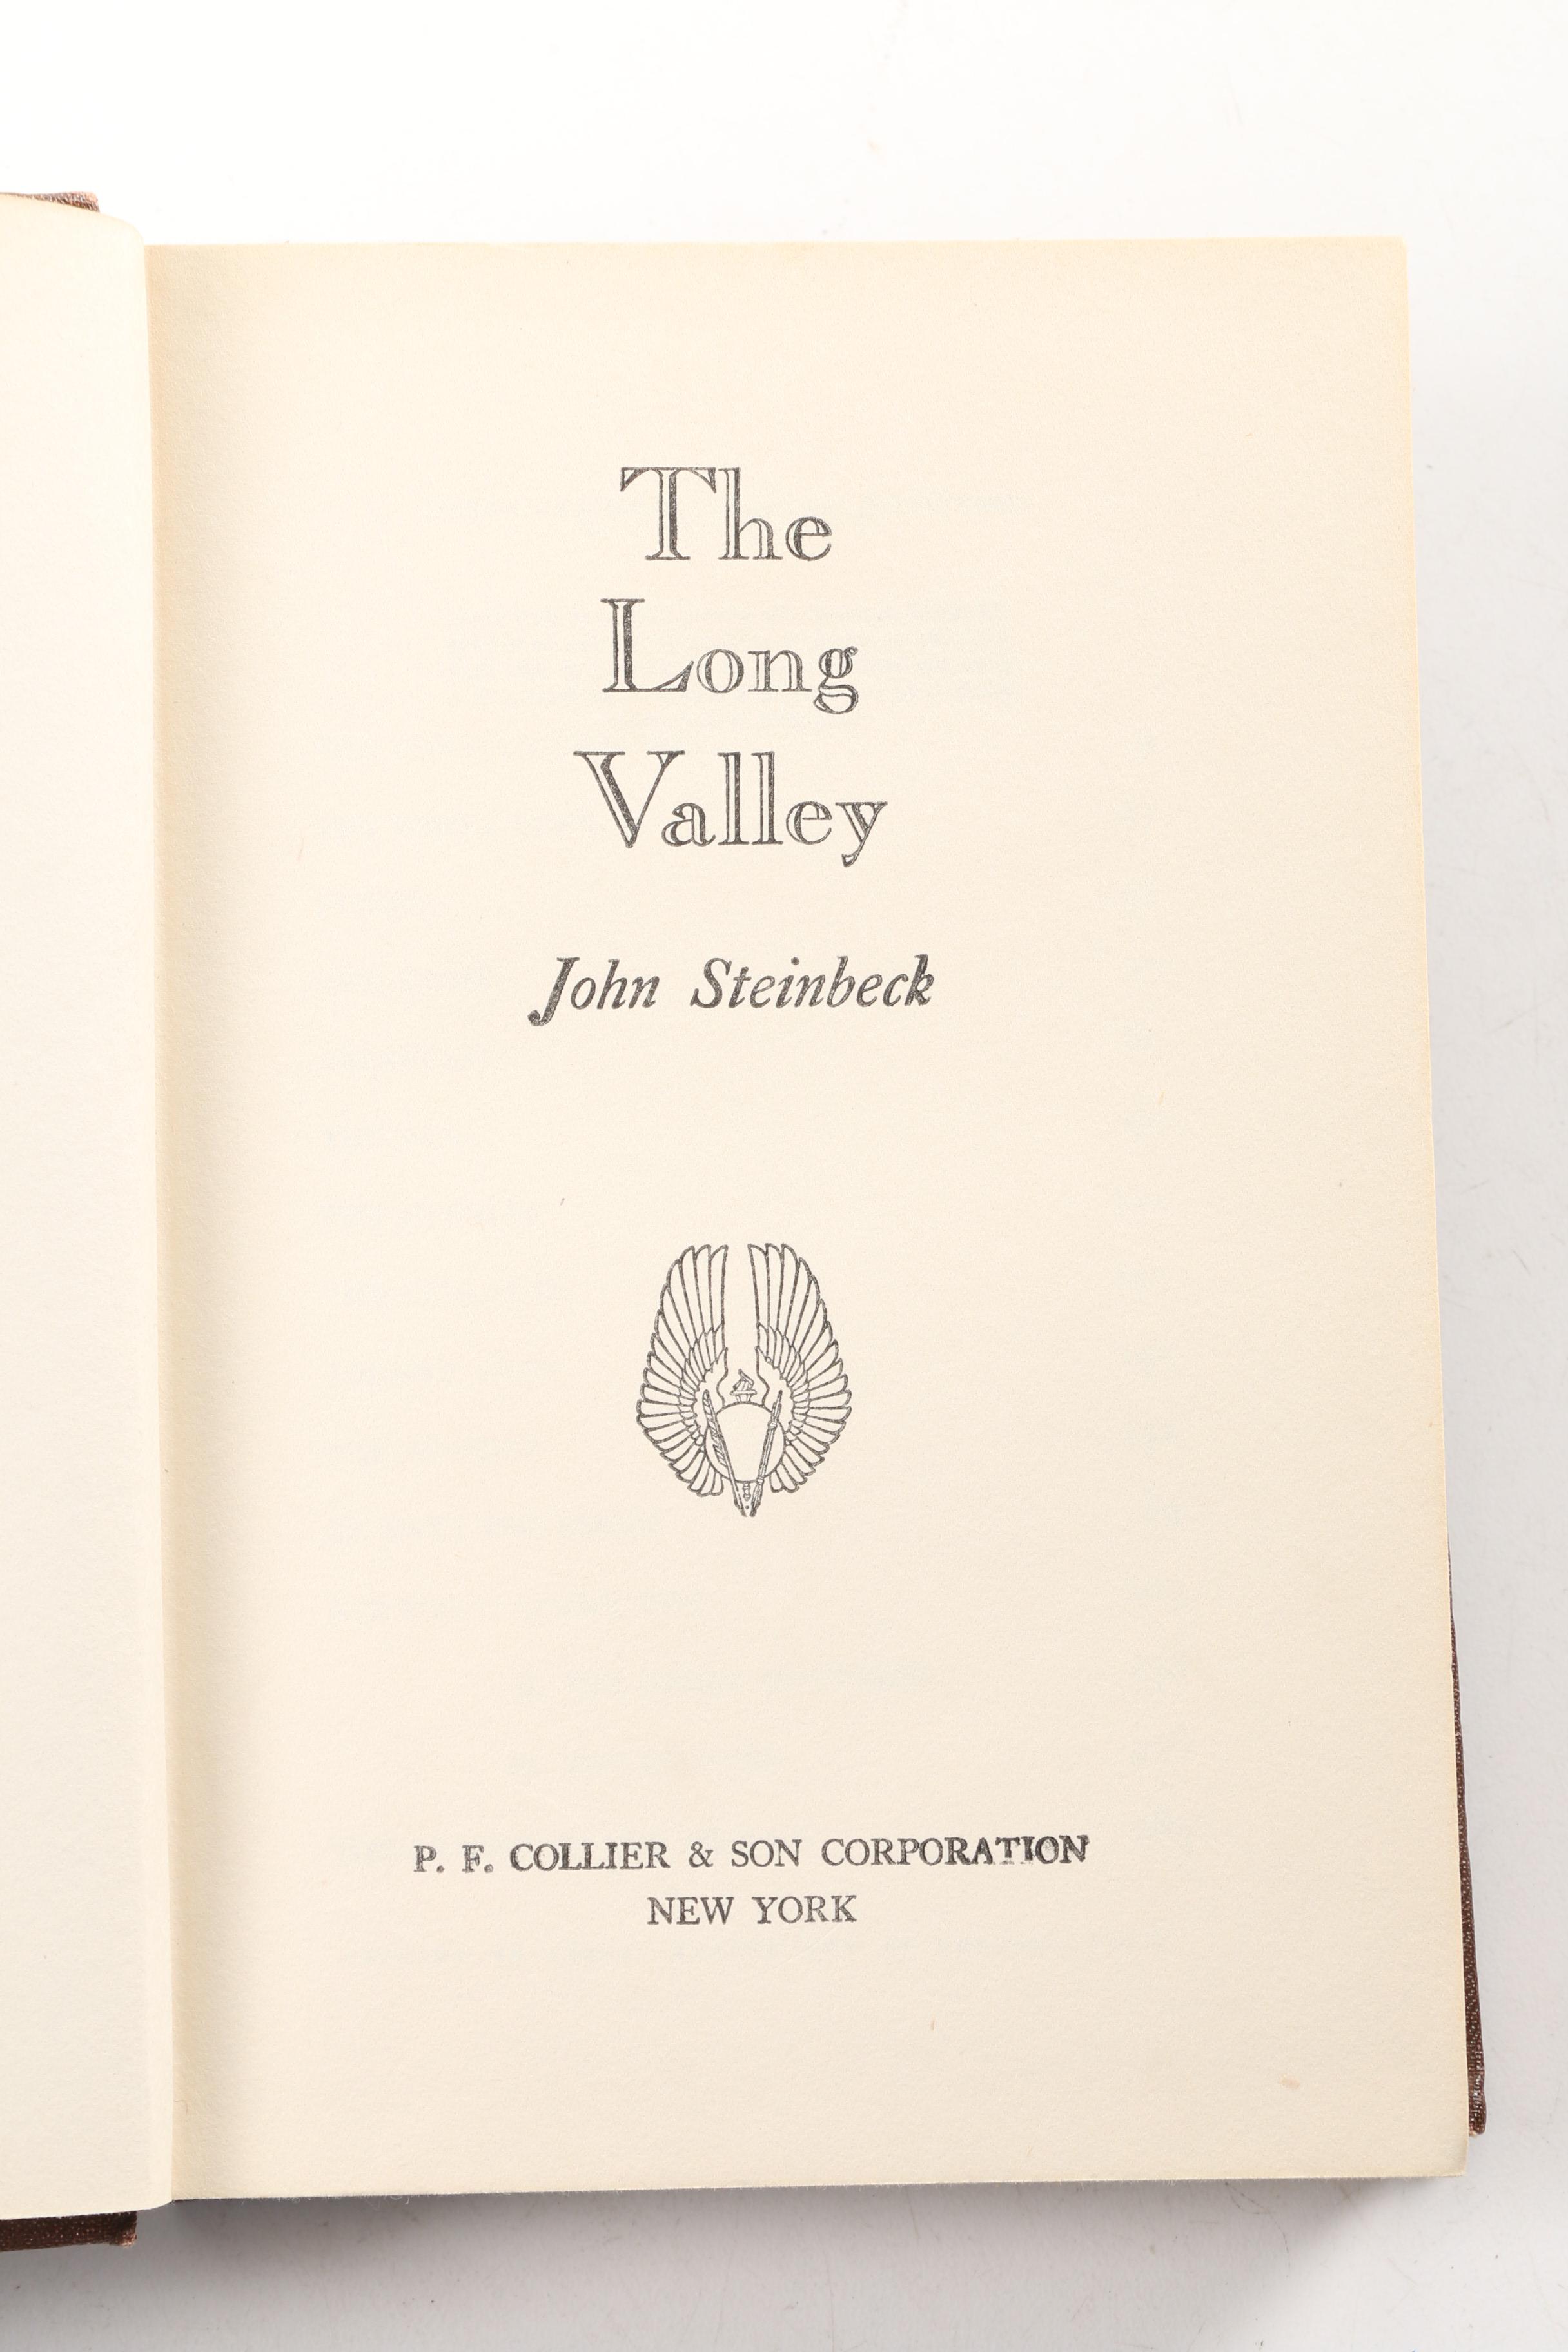 The
Long
Valley
John Steinbeck
P. F. COLLIER & SON CORPORATION
NEW YORK